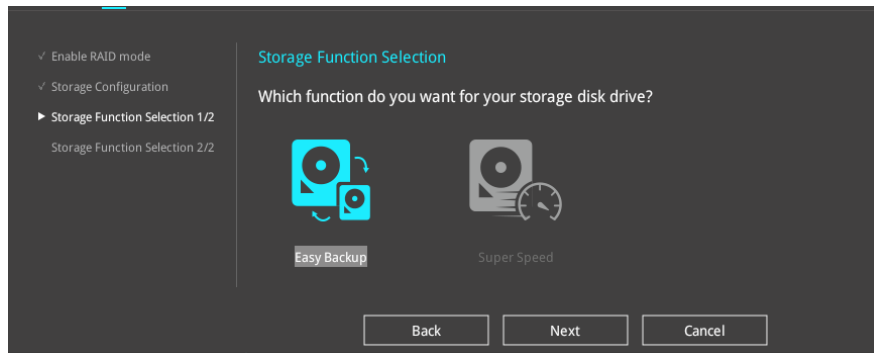 ✓ Enable RAID mode
✓ Storage Configuration
▶ Storage Function Selection 1/2
Storage Function Selection 2/2
Storage Function Selection
Which function do you want for your storage disk drive?
Easy Backup
Super Speed
Back
Next
Cancel